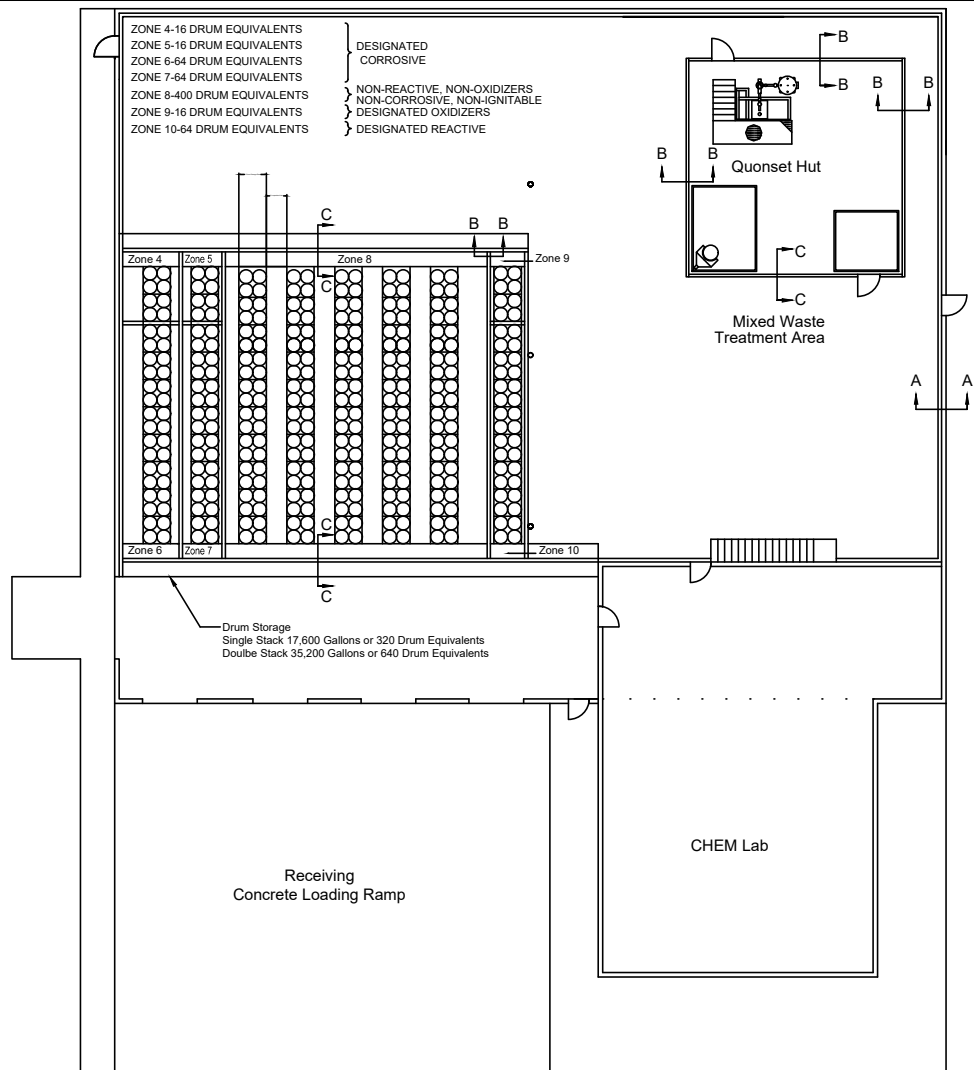 ZONE 4-16 DRUM EQUIVALENTS
ZONE 5-16 DRUM EQUIVALENTS
ZONE 6-64 DRUM EQUIVALENTS
ZONE 7-64 DRUM EQUIVALENTS
DESIGNATED
CORROSIVE
ZONE 8-400 DRUM EQUIVALENTS
NON-REACTIVE, NON-OXIDIZERS
NON-CORROSIVE, NON-IGNITABLE
ZONE 9-16 DRUM EQUIVALENTS
DESIGNATED OXIDIZERS
ZONE 10-64 DRUM EQUIVALENTS
DESIGNATED REACTIVE
B
B
B
B
B
B
Quonset Hut
C
C
Mixed Waste
Treatment Area
A
A
C
C
B
B
Zone 4
Zone 5
Zone 8
Zone 9
Zone 6
Zone 7
Zone 10
C
C
Drum Storage
Single Stack 17,600 Gallons or 320 Drum Equivalents
Doulbe Stack 35,200 Gallons or 640 Drum Equivalents
CHEM Lab
Receiving
Concrete Loading Ramp